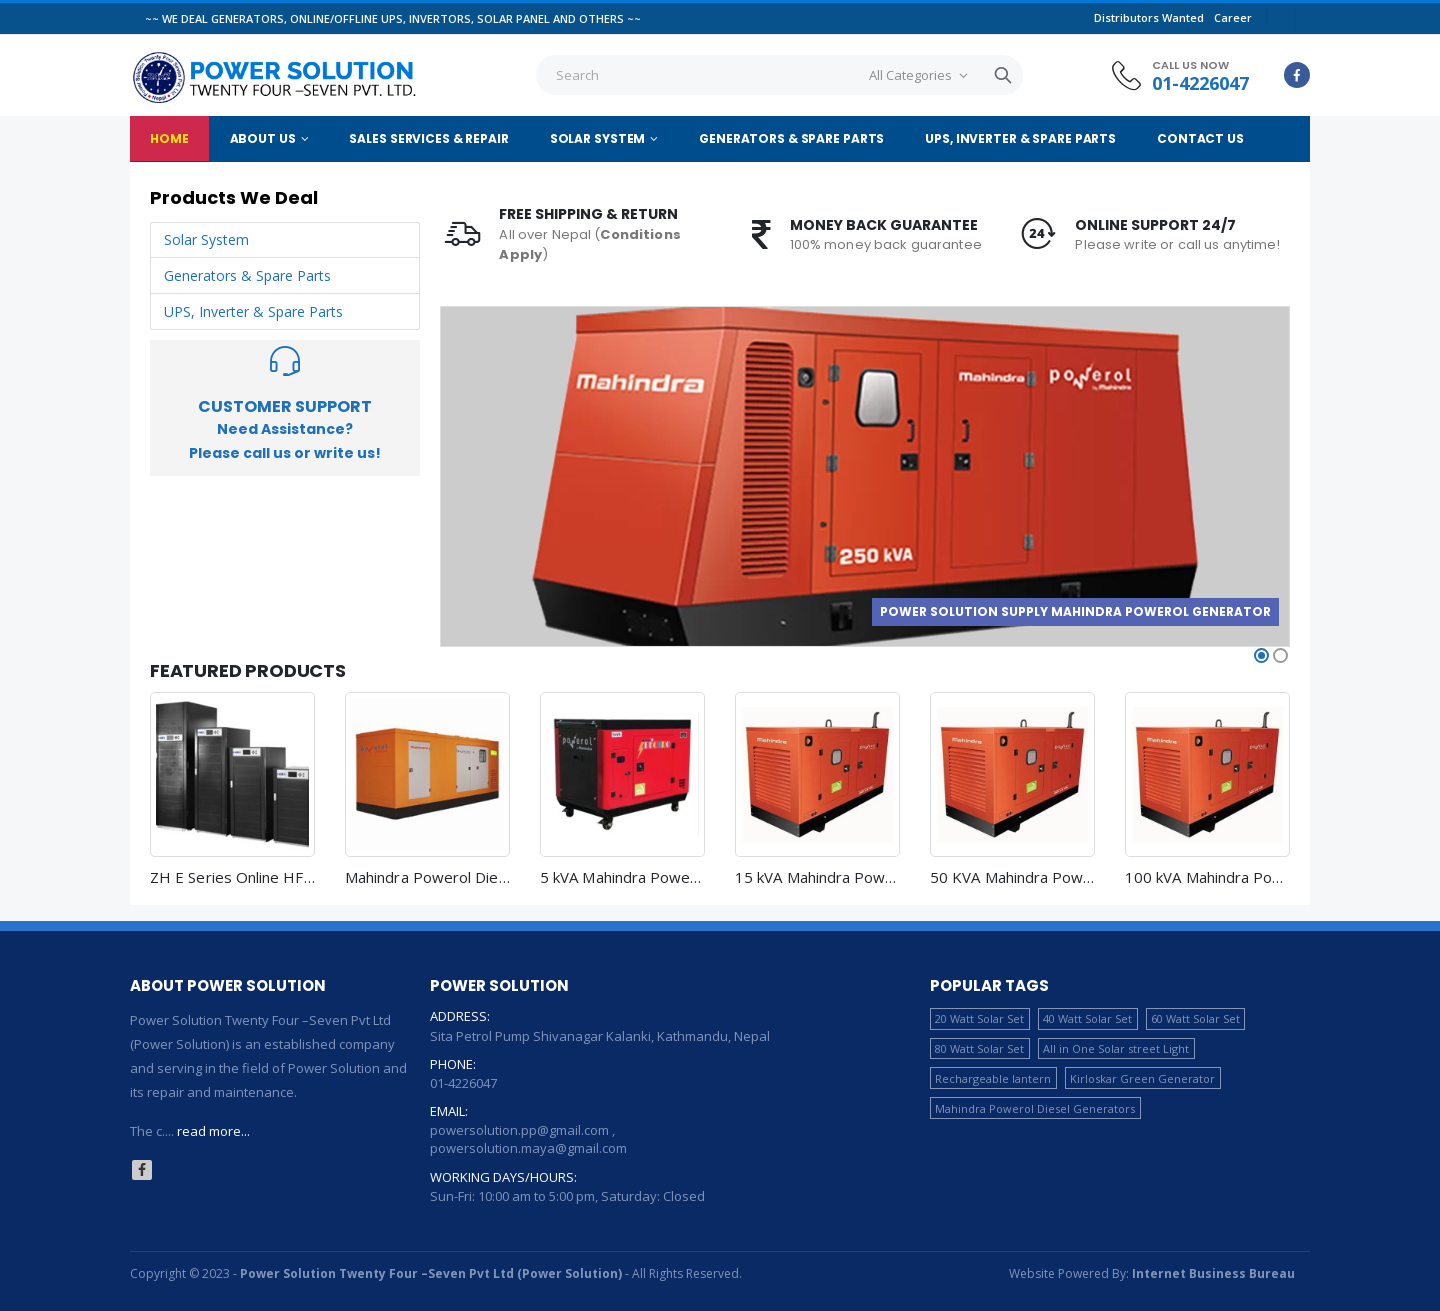 ~~ WE DEAL GENERATORS, ONLINE/OFFLINE UPS, INVERTORS, SOLAR PANEL AND OTHERS ~~
Distributors Wanted Career
POWER SOLUTION
TWENTY FOUR –SEVEN PVT. LTD.
Search
All Categories
CALL US NOW
01-4226047
HOME ABOUT US SALES SERVICES & REPAIR SOLAR SYSTEM GENERATORS & SPARE PARTS UPS, INVERTER & SPARE PARTS CONTACT US
Products We Deal
Solar System
Generators & Spare Parts
UPS, Inverter & Spare Parts
CUSTOMER SUPPORT
Need Assistance?
Please call us or write us!
FREE SHIPPING & RETURN
All over Nepal (Conditions
Apply)
MONEY BACK GUARANTEE
100% money back guarantee
24
ONLINE SUPPORT 24/7
Please write or call us anytime!
Mahindra
Mahindra
powerol
by Mahindra
250 kVA
POWER SOLUTION SUPPLY MAHINDRA POWEROL GENERATOR
FEATURED PRODUCTS
ZH E Series Online HF...
Mahindra Powerol Die...
5 kVA Mahindra Powe...
15 kVA Mahindra Pow...
50 KVA Mahindra Pow...
100 kVA Mahindra Po...
ABOUT POWER SOLUTION
Power Solution Twenty Four –Seven Pvt Ltd
(Power Solution) is an established company
and serving in the field of Power Solution and
its repair and maintenance.
The c.... read more...
POWER SOLUTION
ADDRESS:
Sita Petrol Pump Shivanagar Kalanki, Kathmandu, Nepal
PHONE:
01-4226047
EMAIL:
powersolution.pp@gmail.com ,
powersolution.maya@gmail.com
WORKING DAYS/HOURS:
Sun-Fri: 10:00 am to 5:00 pm, Saturday: Closed
POPULAR TAGS
20 Watt Solar Set 40 Watt Solar Set 60 Watt Solar Set
80 Watt Solar Set All in One Solar street Light
Rechargeable lantern Kirloskar Green Generator
Mahindra Powerol Diesel Generators
Copyright © 2023 - Power Solution Twenty Four –Seven Pvt Ltd (Power Solution) - All Rights Reserved.
Website Powered By: Internet Business Bureau